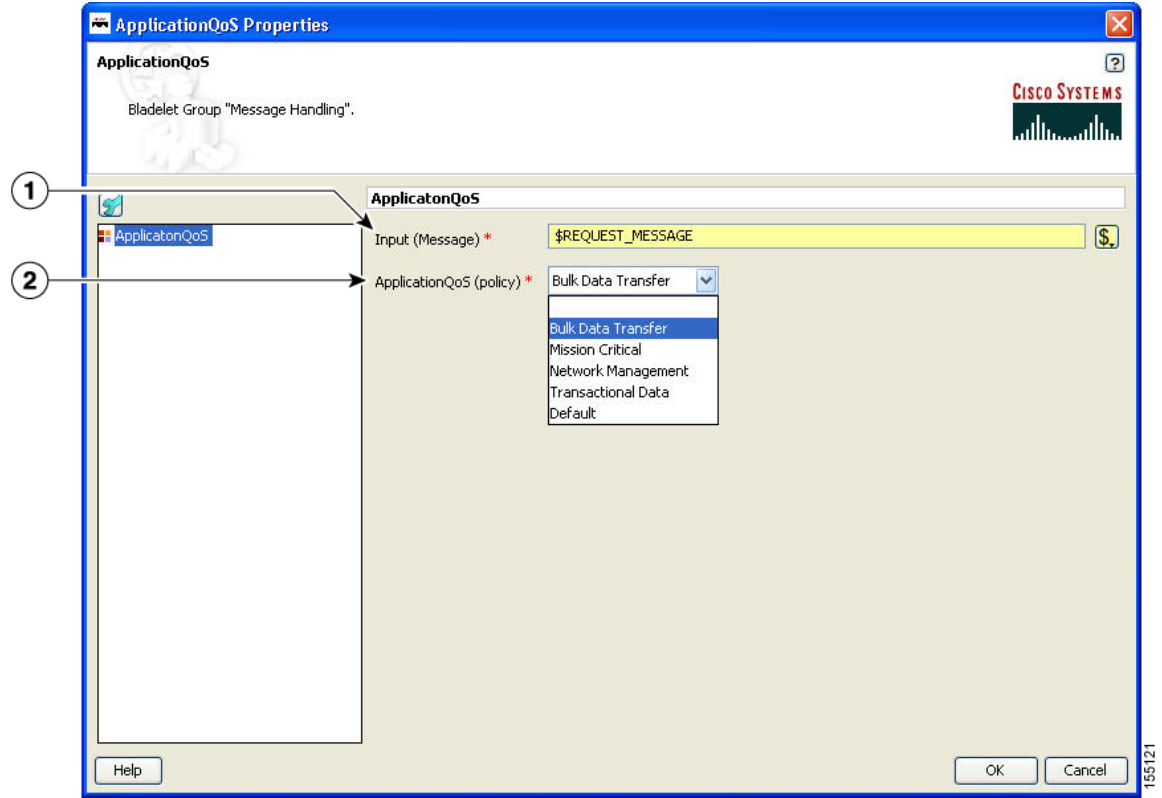 ApplicationQoS Properties
ApplicationQoS
Bladelet Group "Message Handling".
CISCO SYSTEMS
1
ApplicatonQoS
ApplicatonQoS
Input (Message) *
$REQUEST_MESSAGE
$
2
ApplicationQoS (policy) *
Bulk Data Transfer
Bulk Data Transfer
Mission Critical
Network Management
Transactional Data
Default
Help
OK
Cancel
155121